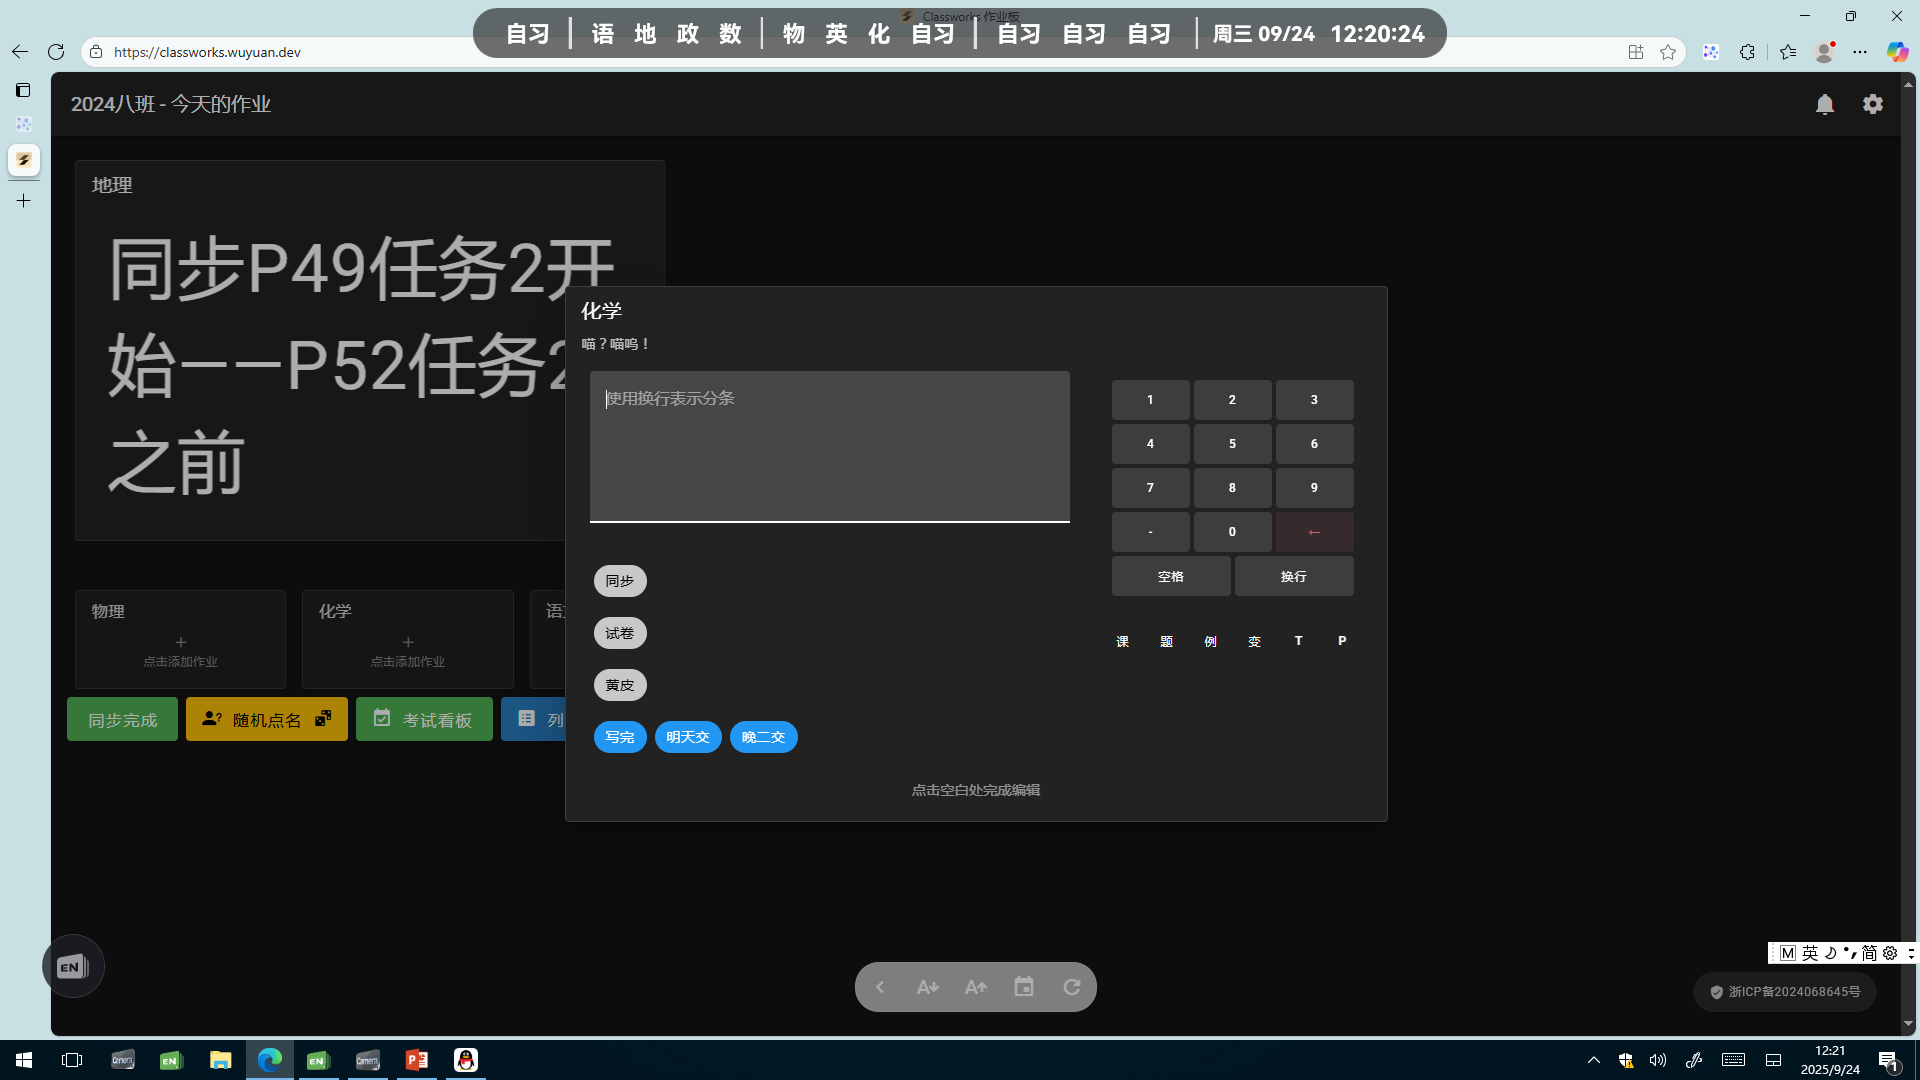 Classworks 作业板
自习 语 地 政 数 物 英 化 自习 自习 自习 自习 周三 09/24 12:20:24
https://classworks.wuyuan.dev
2024八班 - 今天的作业
地理
同步P49任务2开
始——P52任务2
之前
化学
喵？喵呜！
使用换行表示分条
1 2 3
4 5 6
7 8 9
- 0 ←
空格 换行
课 题 例 变 T P
同步
试卷
黄皮
写完 明天交 晚二交
点击空白处完成编辑
物理
点击添加作业
化学
点击添加作业
同步完成
随机点名
考试看板
列
EN
M 英 简
浙ICP备2024068645号
Camera
EN
EN
Camera
12:21
2025/9/24
1